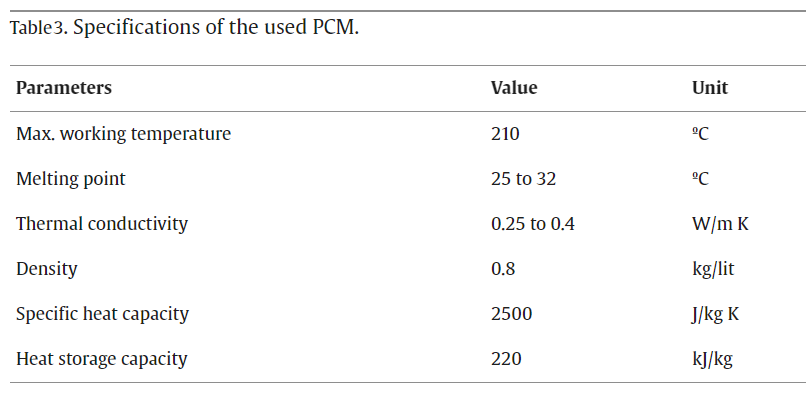 Table3. Specifications of the used PCM.
Parameters Value Unit
Max. working temperature 210 ºC
Melting point 25 to 32 ºC
Thermal conductivity 0.25 to 0.4 W/m K
Density 0.8 kg/lit
Specific heat capacity 2500 J/kg K
Heat storage capacity 220 kJ/kg